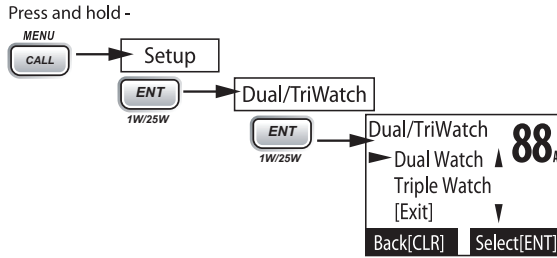 Press and hold -
MENU
CALL
Setup
ENT
1W/25W
Dual/TriWatch
ENT
1W/25W
Dual/TriWatch
88A
Dual Watch
Triple Watch
[Exit]
Back[CLR] Select[ENT]